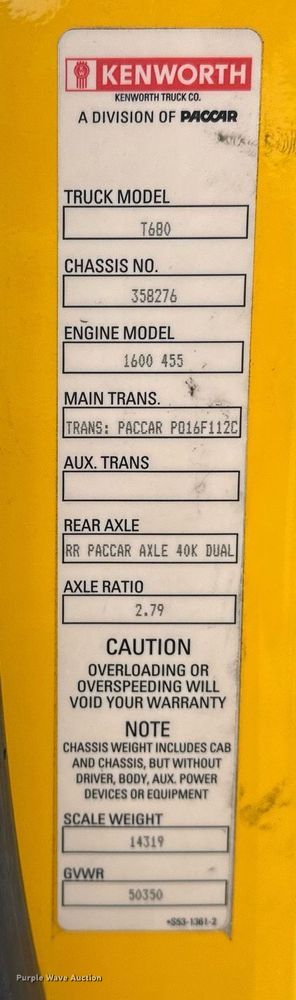 KENWORTH
KENWORTH TRUCK CO.
A DIVISION OF PACCAR
TRUCK MODEL
T680
CHASSIS NO.
358276
ENGINE MODEL
1600 455
MAIN TRANS.
TRANS: PACCAR PO16F112C
AUX. TRANS
REAR AXLE
RR PACCAR AXLE 40K DUAL
AXLE RATIO
2.79
CAUTION
OVERLOADING OR
OVERSPEEDING WILL
VOID YOUR WARRANTY
NOTE
CHASSIS WEIGHT INCLUDES CAB
AND CHASSIS, BUT WITHOUT
DRIVER, BODY, AUX. POWER
DEVICES OR EQUIPMENT
SCALE WEIGHT
14319
GVWR
50350
+S53-1361-2
Purple Wave Auction